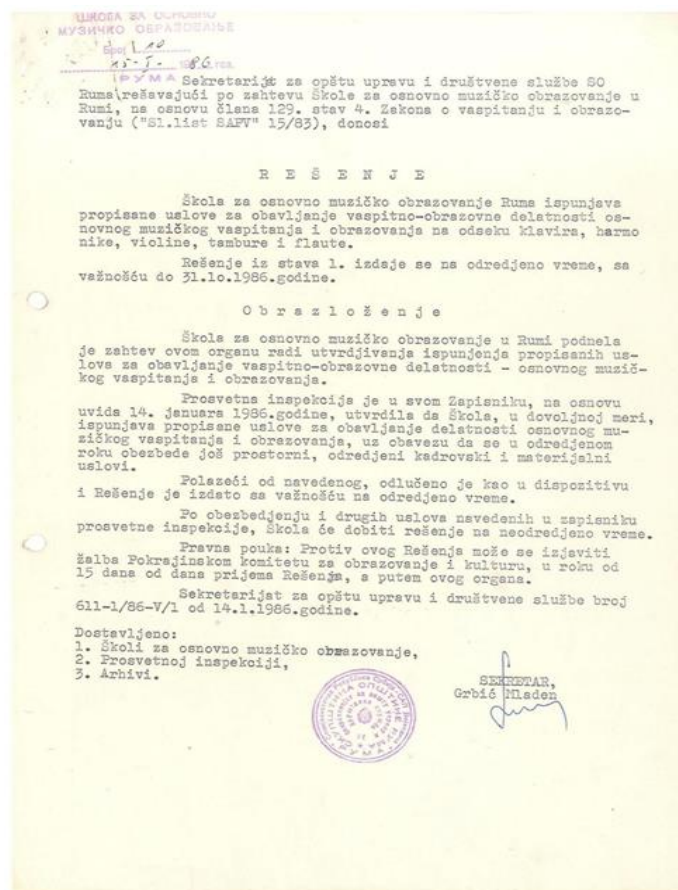 ШКОЛА ЗА ОСНОВНО
МУЗИЧКО ОБРАЗОВАЊЕ
Број 110
15-I- 1986 год.
РУМА
Sekretarijat za opštu upravu i društvene službe SO
Ruma rešavajući po zahtevu Škole za osnovno muzičko obrazovanje u
Rumi, na osnovu člana 129. stav 4. Zakona o vaspitanju i obrazo-
vanju ("Sl.list SAPV" 15/83), donosi
R E Š E N J E
Škola za osnovno muzičko obrazovanje Ruma ispunjava
propisane uslove za obavljanje vaspitno-obrazovne delatnosti os-
novnog muzičkog vaspitanja i obrazovanja na odseku klavira, harmo
nike, violine, tambure i flaute.
Rešenje iz stava 1. izdaje se na odredjeno vreme, sa
važnošću do 31.10.1986.godine.
O b r a z l o ž e n j e
Škola za osnovno muzičko obrazovanje u Rumi podnela
je zahtev ovom organu radi utvrdjivanja ispunjenja propisanih us-
lova za obavljanje vaspitno-obrazovne delatnosti - osnovnog muzič-
kog vaspitanja i obrazovanja.
Prosvetna inspekcija je u svom Zapisniku, na osnovu
uvida 14. januara 1986.godine, utvrdila da Škola, u dovoljnoj meri,
ispunjava propisane uslove za obavljanje delatnosti osnovnog mu-
zičkog vaspitanja i obrazovanja, uz obavezu da se u odredjenom
roku obezbede još prostorni, odredjeni kadrovski i materijalni
uslovi.
Polazeći od navedenog, odlučeno je kao u dispozitivu
i Rešenje je izdato sa važnošću na odredjeno vreme.
Po obezbedjenju i drugih uslova navedenih u zapisniku
prosvetne inspekcije, Škola će dobiti rešenje na neodredjeno vreme.
Pravna pouka: Protiv ovog Rešenja može se izjaviti
žalba Pokrajinskom komitetu za obrazovanje i kulturu, u roku od
15 dana od dana prijema Rešenja, a putem ovog organa.
Sekretarijat za opštu upravu i društvene službe broj
611-1/86-V/1 od 14.1.1986.godine.
Dostavljeno:
1. Školi za osnovno muzičko obrazovanje,
2. Prosvetnoj inspekciji,
3. Arhivi.
SEKRETAR,
Grbić Mladen
СКУПШТИНА ОПШТИНЕ РУМА